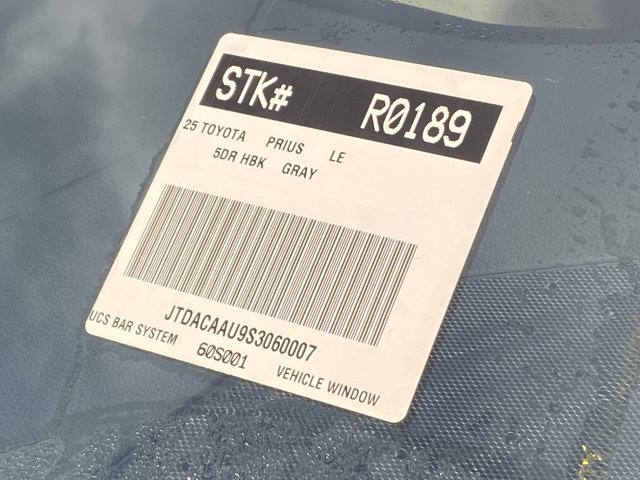 STK# R0189
25 TOYOTA PRIUS LE
5DR HBK GRAY
JTDACAAU9S3060007
UCS BAR SYSTEM 60S001 VEHICLE WINDOW